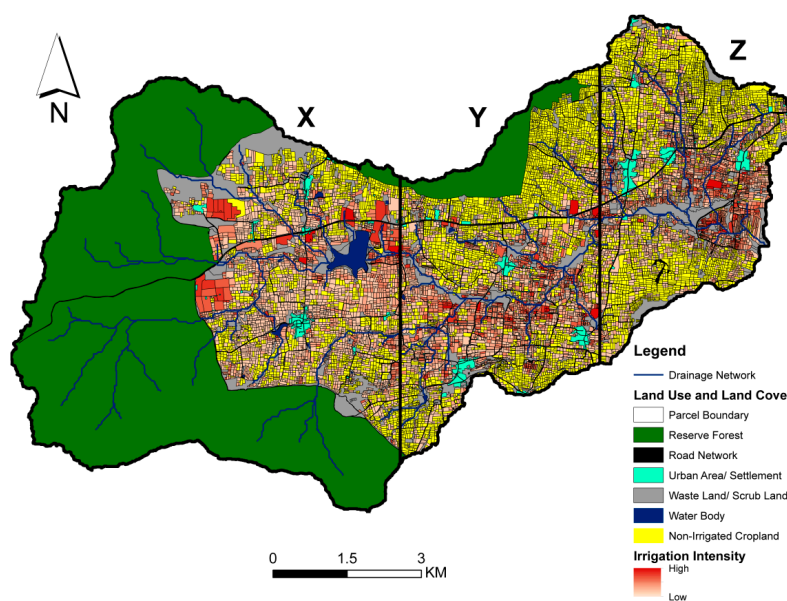 Z
X
Y
N
Legend
Drainage Network
Land Use and Land Cove
Parcel Boundary
Reserve Forest
Road Network
Urban Area/ Settlement
Waste Land/ Scrub Land
Water Body
Non-Irrigated Cropland
Irrigation Intensity
High
Low
0 1.5 3
KM